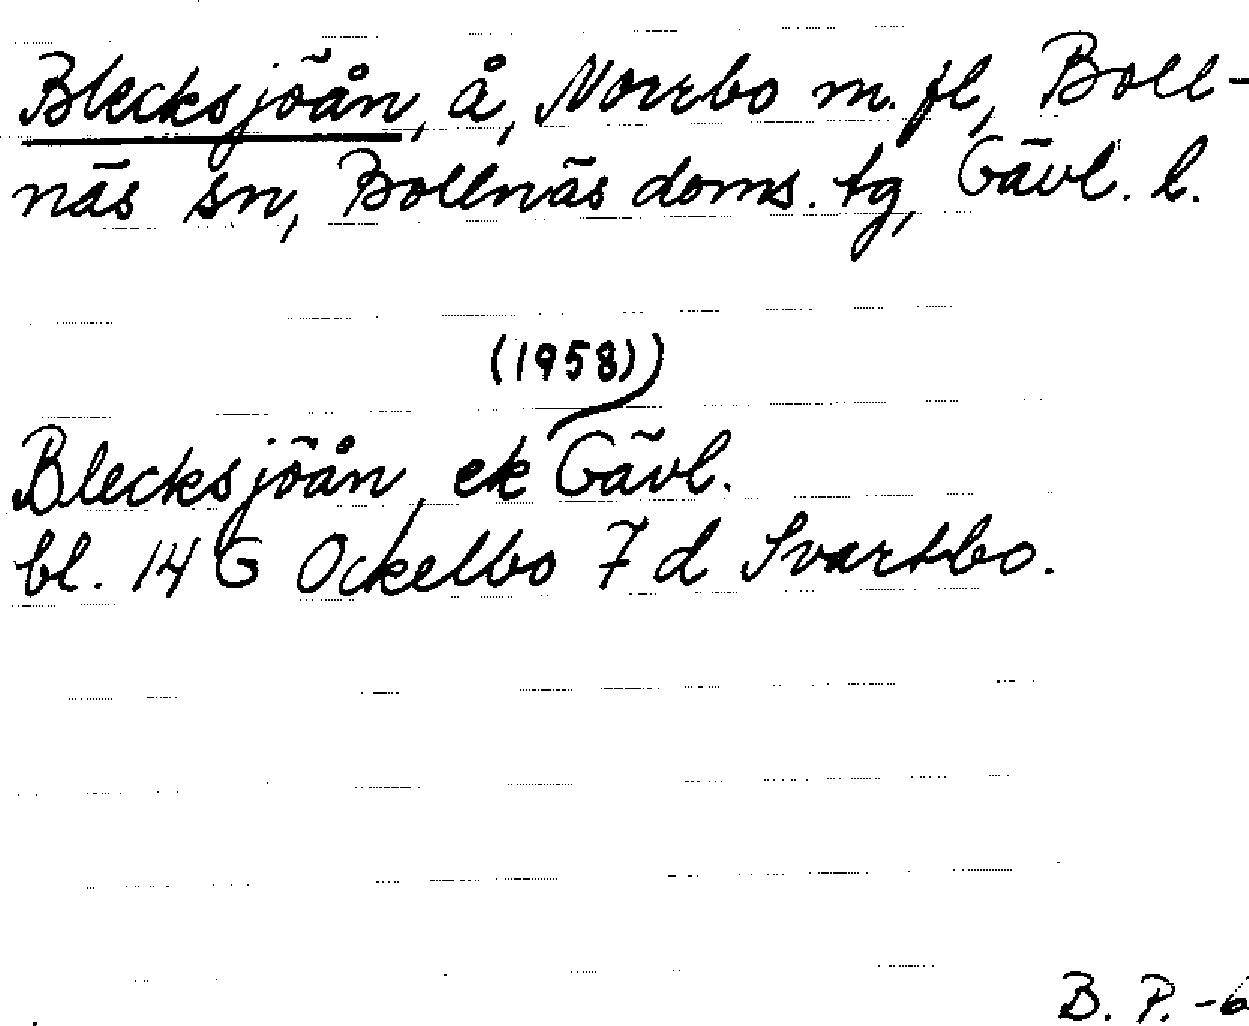 Blecksjöån, å, Norrbo m. fl, Boll-
näs sn, Bollnäs doms. tg, Gävl. l.
(1958))
Blecksjöån, ek Gävl.
bl. 14 G Ockelbo 7 d Svartbo.
B. P. -6